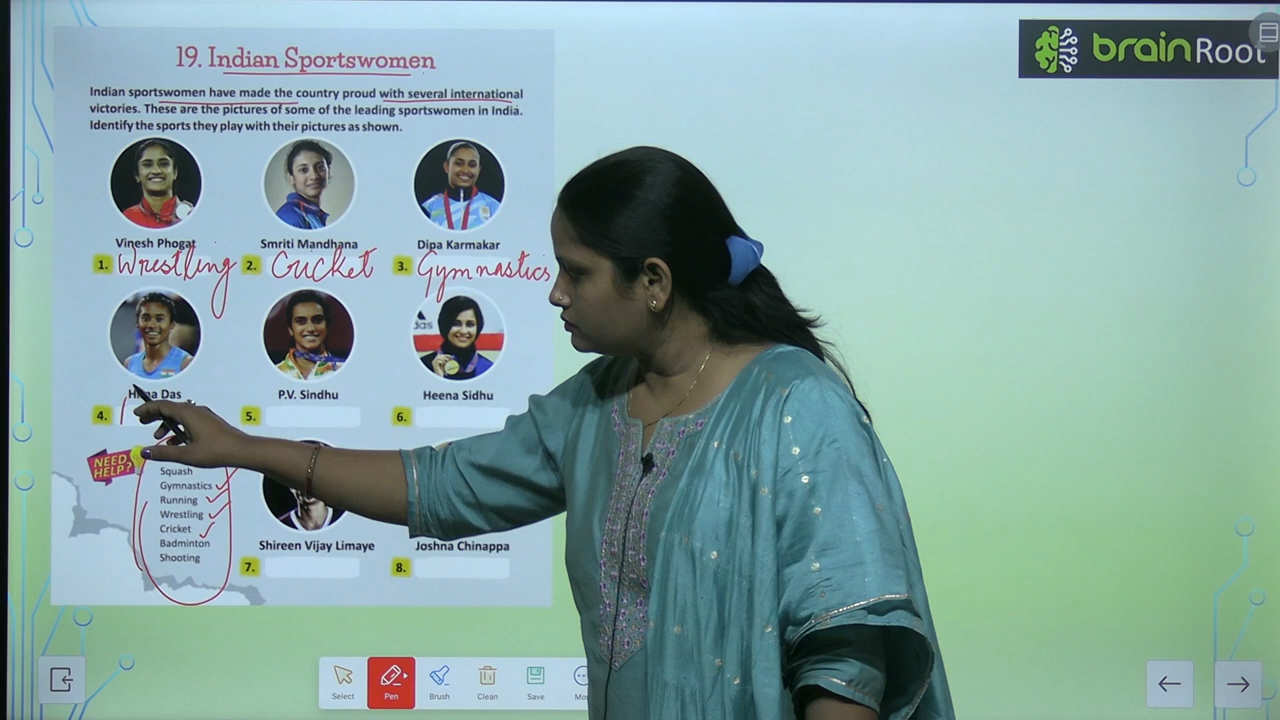 brainRoot
19. Indian Sportswomen
Indian sportswomen have made the country proud with several international
victories. These are the pictures of some of the leading sportswomen in India.
Identify the sports they play with their pictures as shown.
Vinesh Phogat Smriti Mandhana Dipa Karmakar
1. Wrestling 2. Cricket 3. Gymnastics
das
Hima Das P.V. Sindhu Heena Sidhu
4. 5. 6.
NEED HELP?
Squash
Gymnastics
Running
Wrestling
Cricket
Badminton
Shooting
Shireen Vijay Limaye Joshna Chinappa
7. 8.
Select Pen Brush Clean Save